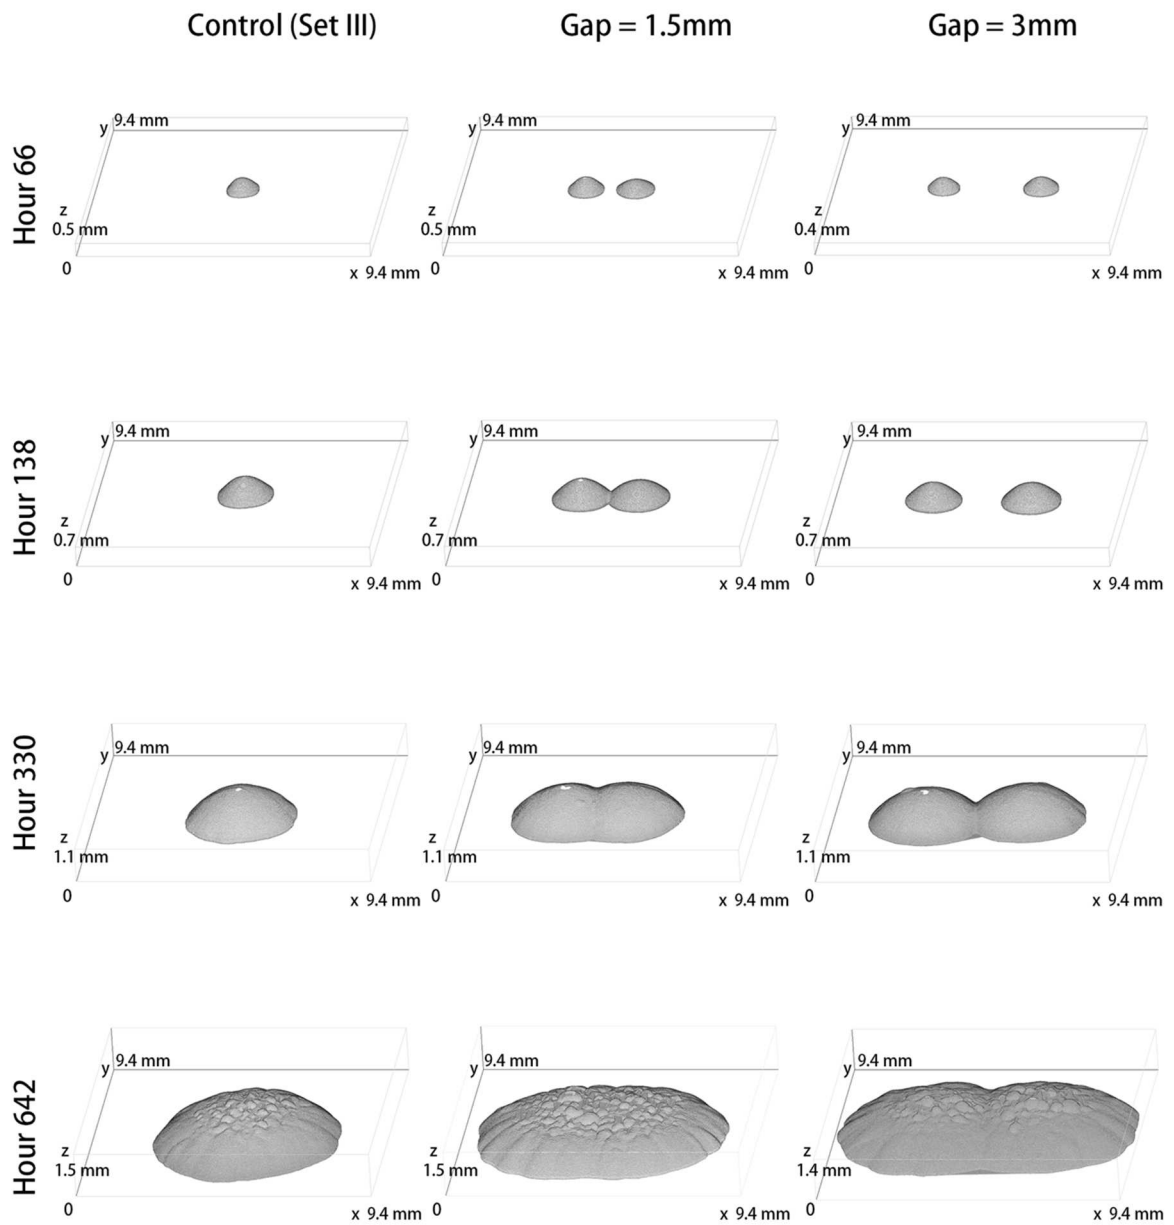 Control (Set III) Gap = 1.5mm Gap = 3mm
Hour 66
y 9.4 mm y 9.4 mm y 9.4 mm
z z z
0.5 mm 0.5 mm 0.4 mm
0 x 9.4 mm 0 x 9.4 mm 0 x 9.4 mm
Hour 138
y 9.4 mm y 9.4 mm y 9.4 mm
z z z
0.7 mm 0.7 mm 0.7 mm
0 x 9.4 mm 0 x 9.4 mm 0 x 9.4 mm
Hour 330
y 9.4 mm y 9.4 mm y 9.4 mm
z z z
1.1 mm 1.1 mm 1.1 mm
0 x 9.4 mm 0 x 9.4 mm 0 x 9.4 mm
Hour 642
y 9.4 mm y 9.4 mm y 9.4 mm
z z z
1.5 mm 1.5 mm 1.4 mm
0 x 9.4 mm 0 x 9.4 mm 0 x 9.4 mm